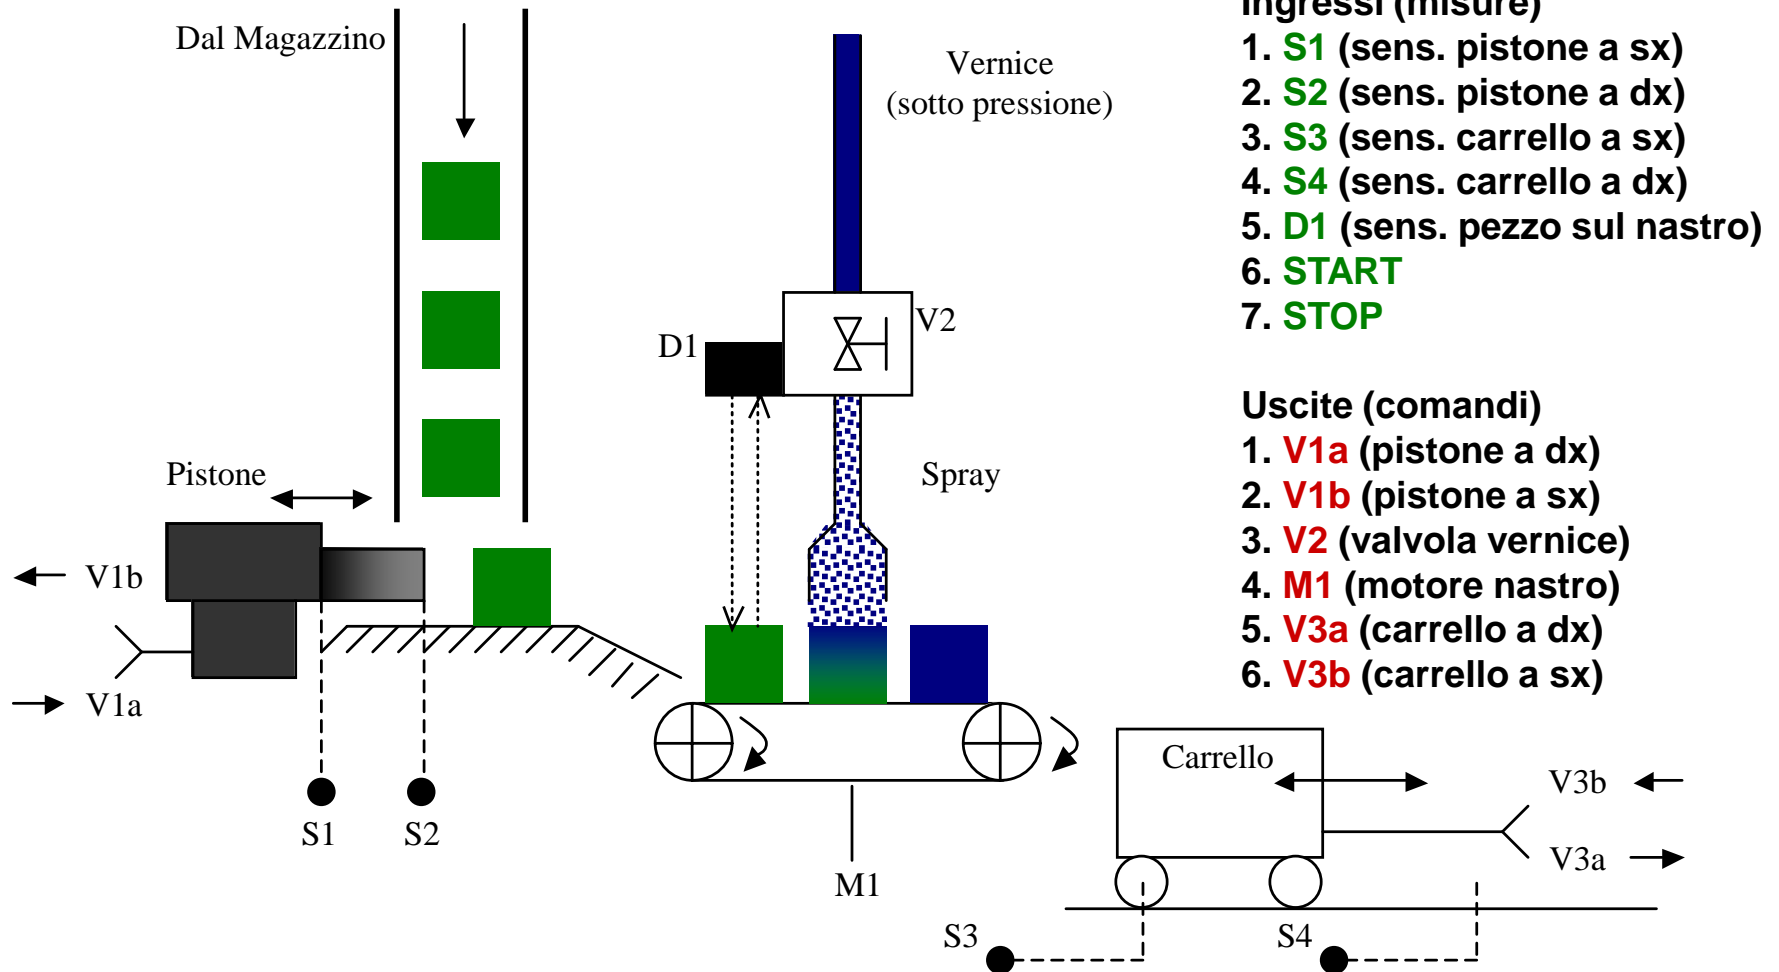 Dal Magazzino
Vernice
(sotto pressione)
V2
D1
Pistone
Spray
V1b
V1a
S1
S2
M1
Carrello
V3b
V3a
S3
S4
Ingressi (misure)
1. S1 (sens. pistone a sx)
2. S2 (sens. pistone a dx)
3. S3 (sens. carrello a sx)
4. S4 (sens. carrello a dx)
5. D1 (sens. pezzo sul nastro)
6. START
7. STOP
Uscite (comandi)
1. V1a (pistone a dx)
2. V1b (pistone a sx)
3. V2 (valvola vernice)
4. M1 (motore nastro)
5. V3a (carrello a dx)
6. V3b (carrello a sx)